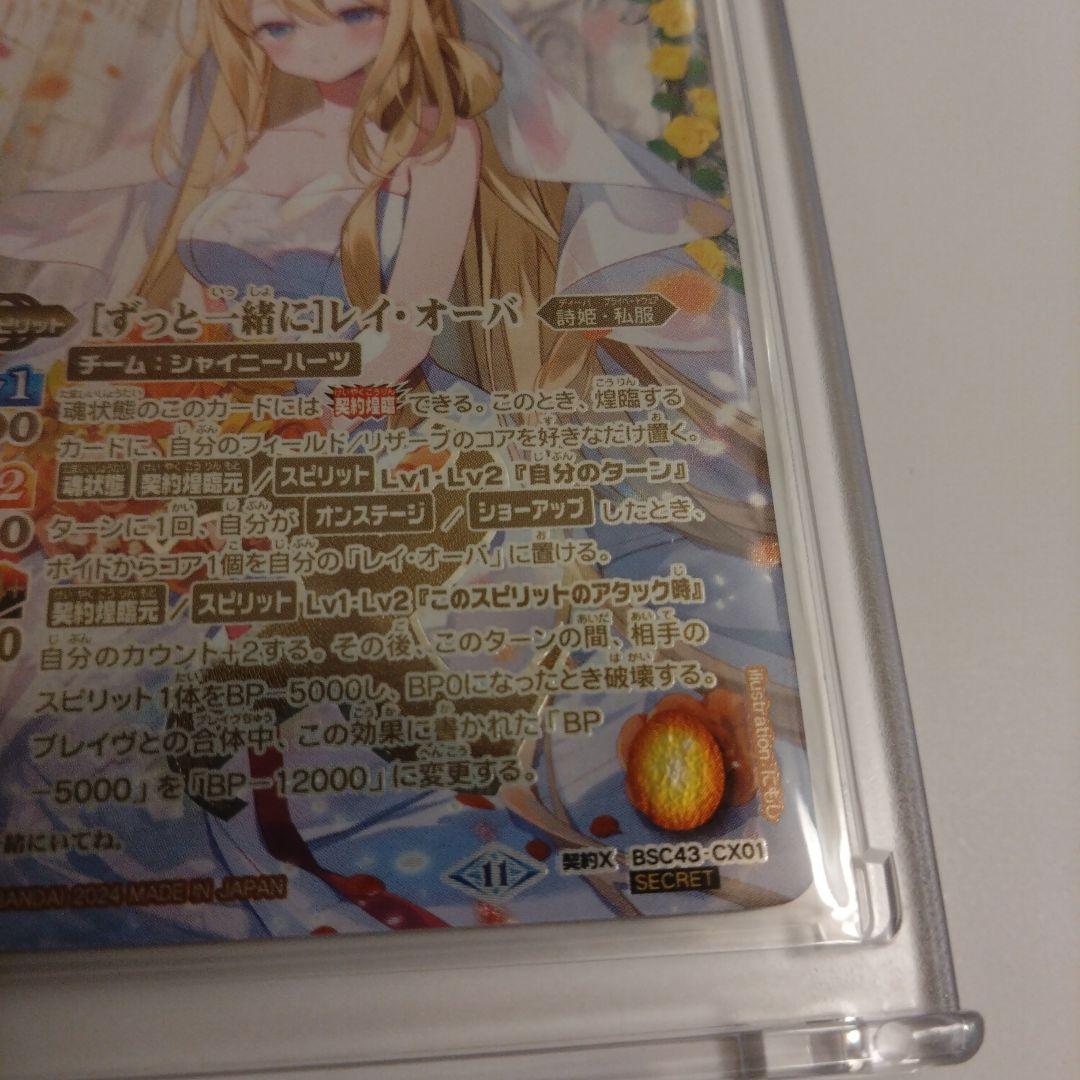 スピリット [ずっと一緒に]レイ・オーバ 詩姫・私服
チーム：シャイニーハーツ
魂状態のこのカードには契約煌臨できる。このとき、煌臨する
カードに、自分のフィールド/リザーブのコアを好きなだけ置く。
魂状態 契約煌臨元／スピリット Lv1・Lv2『自分のターン』
ターンに1回、自分がオンステージ／ショーアップしたとき、
ボイドからコア1個を自分の「レイ・オーバ」に置ける。
契約煌臨元／スピリット Lv1・Lv2『このスピリットのアタック時』
自分のカウント+2する。その後、このターンの間、相手の
スピリット1体をBP-5000し、BP0になったとき破壊する。
ブレイヴとの合体中、この効果に書かれた「BP
-5000」を「BP-12000」に変更する。
緒にいてね。
illustration:にもし
11
契約X BSC43-CX01
SECRET
BANDAI 2024 MADE IN JAPAN